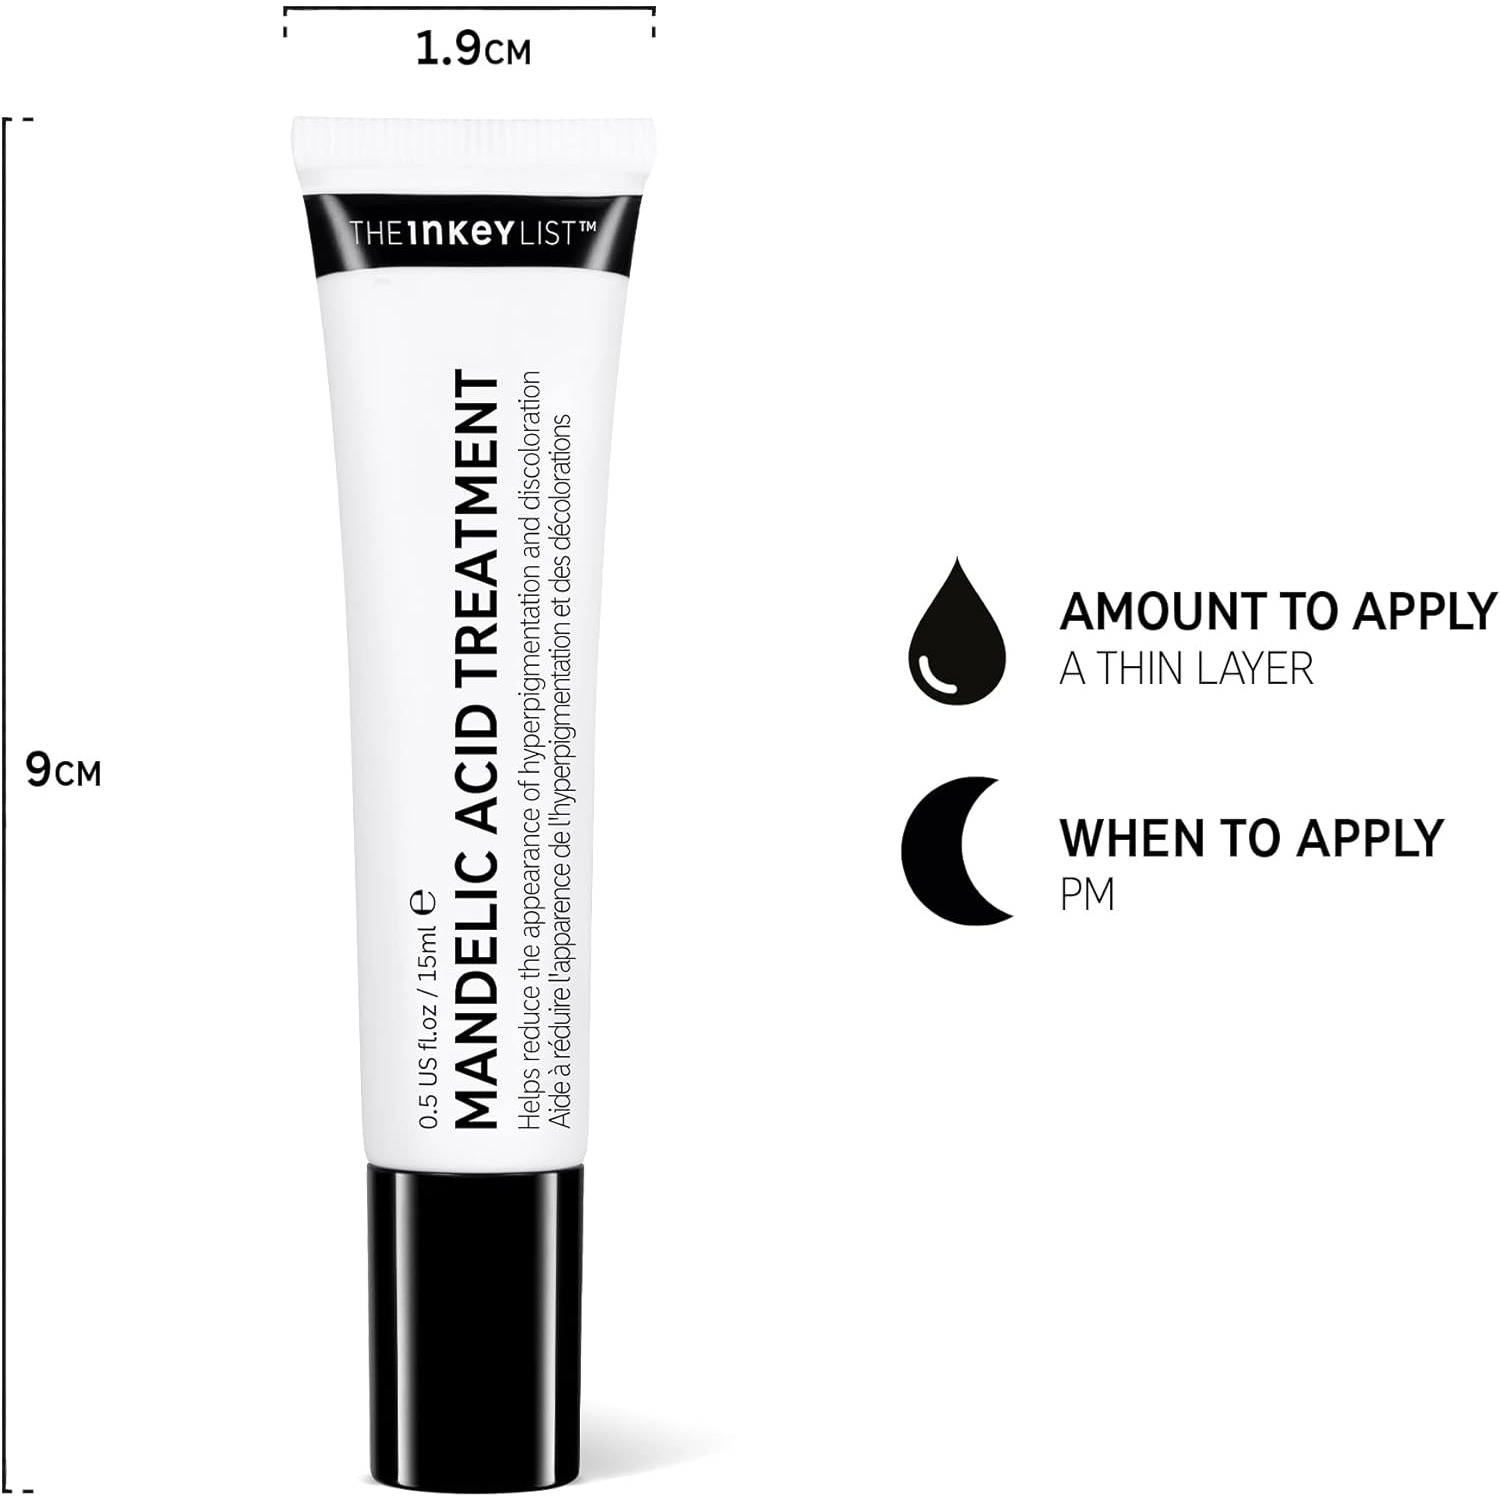 1.9CM
THE INKEY LIST™
9CM
0.5 US fl.oz / 15ml ℮
MANDELIC ACID TREATMENT
Helps reduce the appearance of hyperpigmentation and discoloration
Aide à réduire l'apparence de l'hyperpigmentation et des décolorations
AMOUNT TO APPLY
A THIN LAYER
WHEN TO APPLY
PM